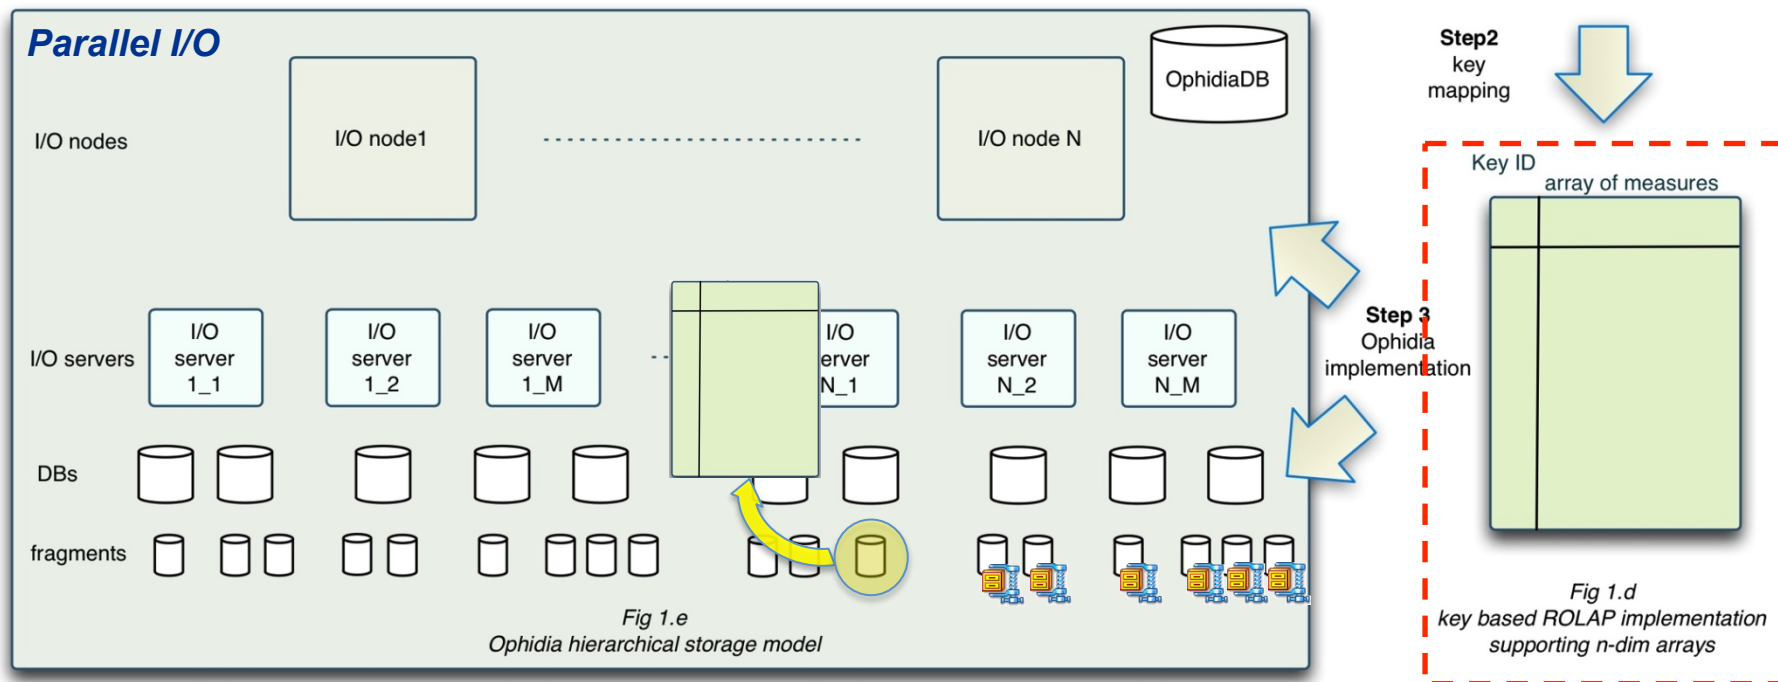 Parallel I/O
OphidiaDB
I/O nodes
I/O node1
I/O node N
I/O servers
I/O
server
1_1
I/O
server
1_2
I/O
server
1_M
I/O
erver
N_1
I/O
server
N_2
I/O
server
N_M
DBs
fragments
Fig 1.e
Ophidia hierarchical storage model
Step2
key
mapping
Step 3
Ophidia
implementation
Key ID
array of measures
Fig 1.d
key based ROLAP implementation
supporting n-dim arrays